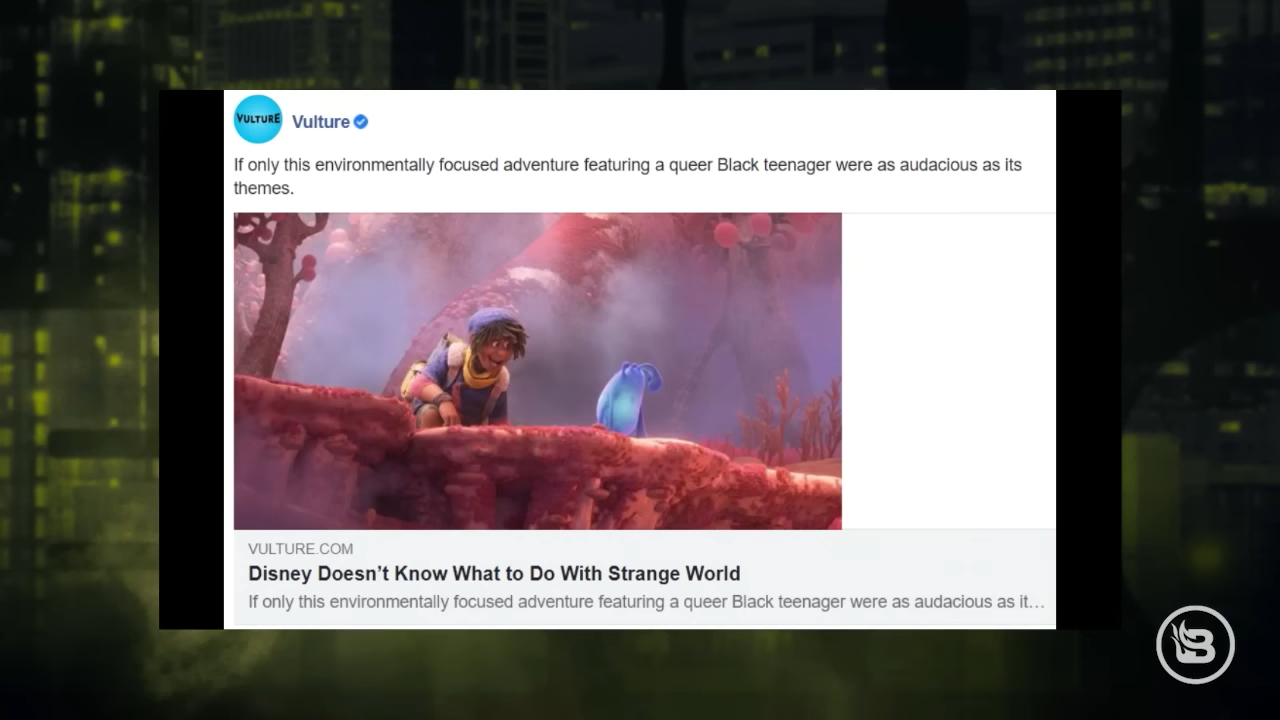 VULTURE
Vulture
If only this environmentally focused adventure featuring a queer Black teenager were as audacious as its
themes.
VULTURE.COM
Disney Doesn't Know What to Do With Strange World
If only this environmentally focused adventure featuring a queer Black teenager were as audacious as it…
B